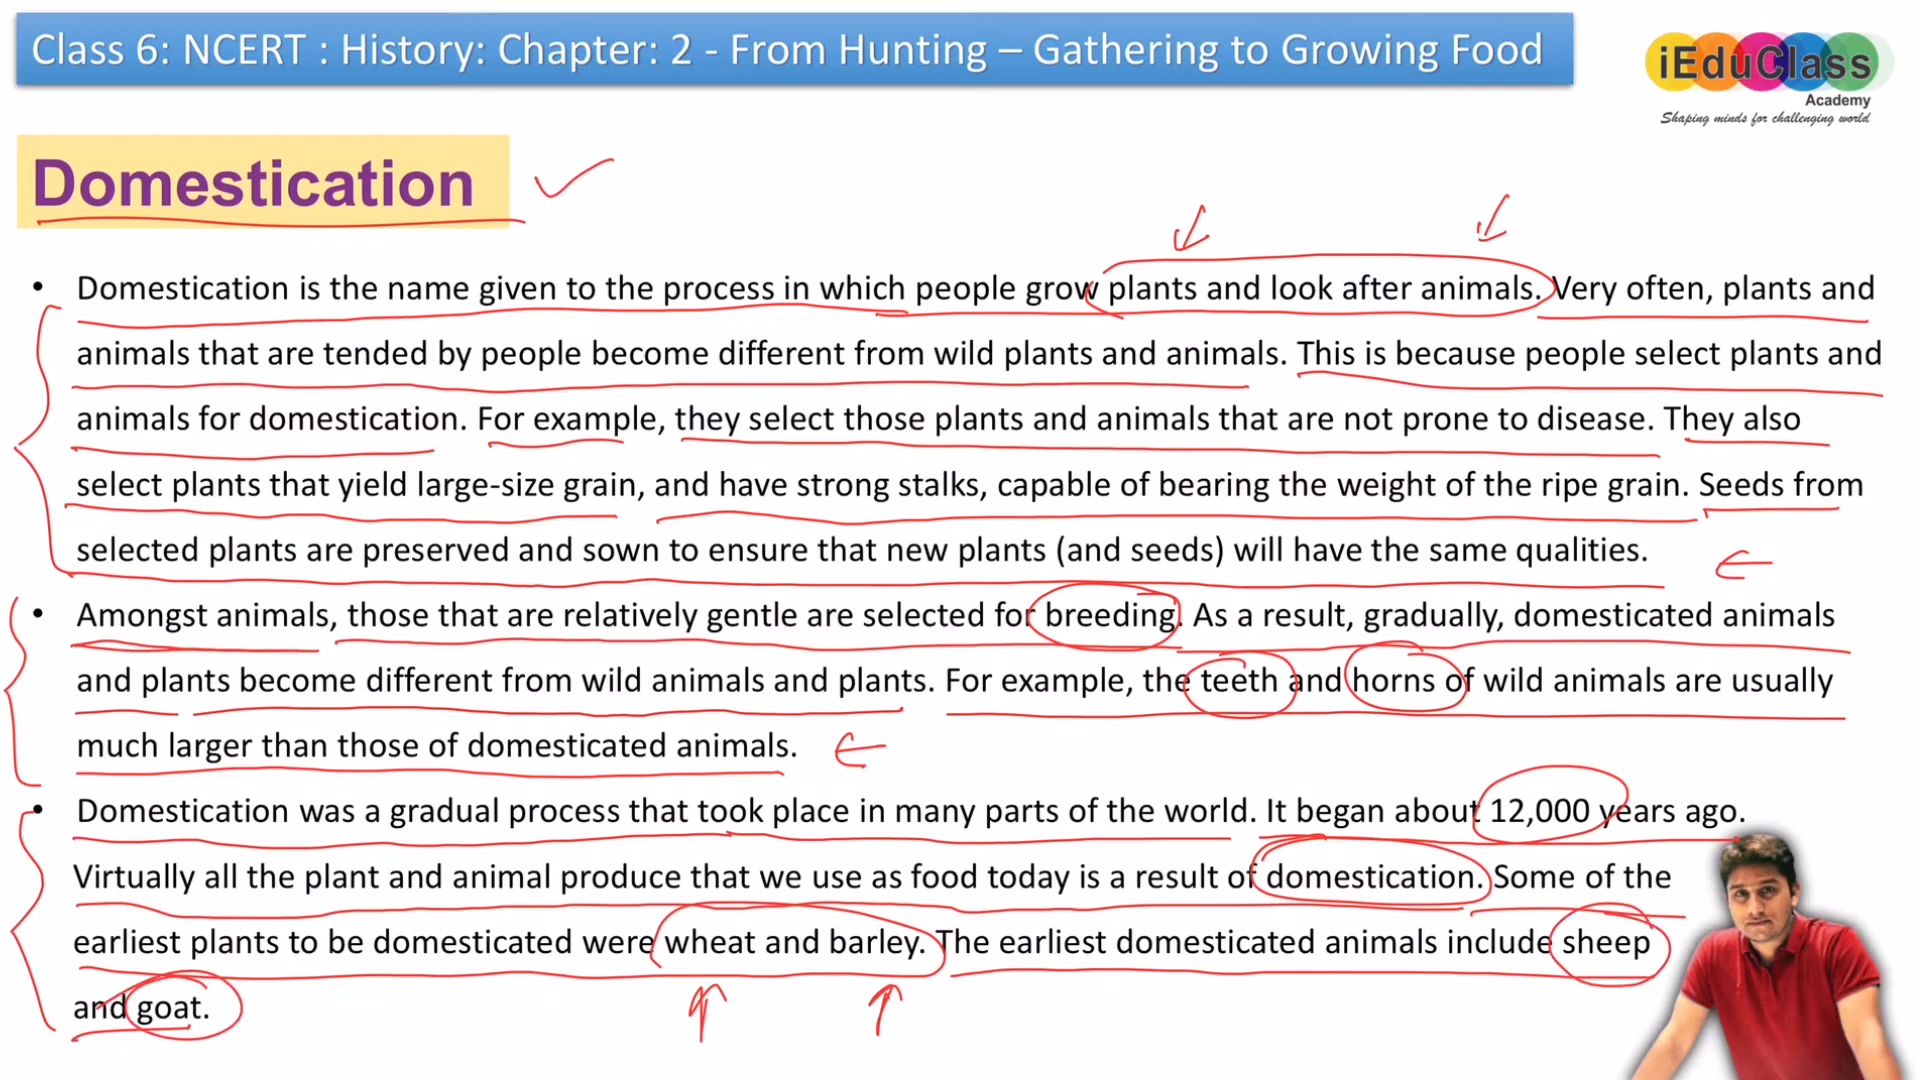 Class 6: NCERT : History: Chapter: 2 - From Hunting – Gathering to Growing Food
iEduClass
Academy
Shaping minds for challenging world
Domestication
• Domestication is the name given to the process in which people grow plants and look after animals. Very often, plants and
animals that are tended by people become different from wild plants and animals. This is because people select plants and
animals for domestication. For example, they select those plants and animals that are not prone to disease. They also
select plants that yield large-size grain, and have strong stalks, capable of bearing the weight of the ripe grain. Seeds from
selected plants are preserved and sown to ensure that new plants (and seeds) will have the same qualities.
• Amongst animals, those that are relatively gentle are selected for breeding. As a result, gradually, domesticated animals
and plants become different from wild animals and plants. For example, the teeth and horns of wild animals are usually
much larger than those of domesticated animals.
• Domestication was a gradual process that took place in many parts of the world. It began about 12,000 years ago.
Virtually all the plant and animal produce that we use as food today is a result of domestication. Some of the
earliest plants to be domesticated were wheat and barley. The earliest domesticated animals include sheep
and goat.